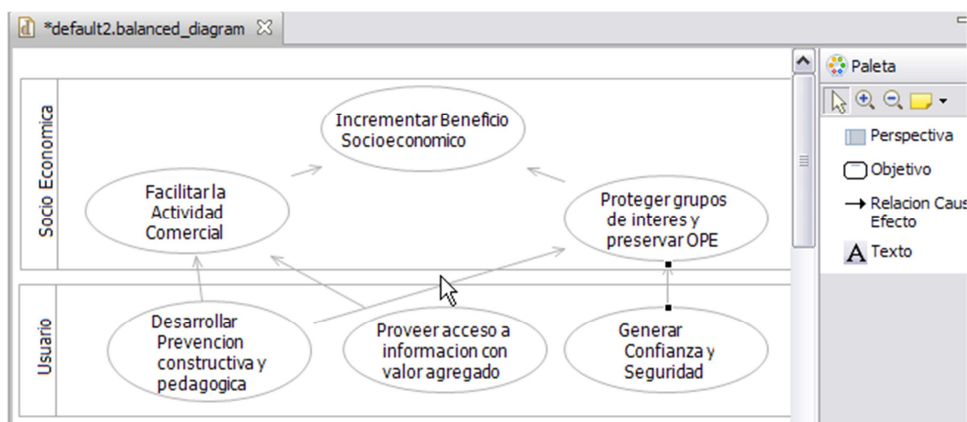 *default2.balanced_diagram
Socio Economica
Incrementar Beneficio
Socioeconomico
Facilitar la
Actividad
Comercial
Proteger grupos
de interes y
preservar OPE
Usuario
Desarrollar
Prevencion
constructiva y
pedagogica
Proveer acceso a
informacion con
valor agregado
Generar
Confianza y
Seguridad
Paleta
Perspectiva
Objetivo
Relacion Caus
Efecto
A Texto